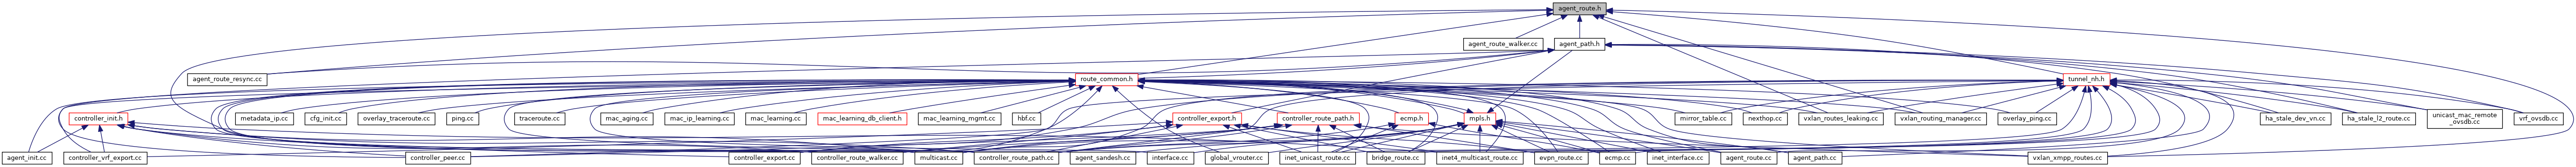 agent_route.h
agent_route_walker.cc
agent_path.h
agent_route_resync.cc
route_common.h
tunnel_nh.h
controller_init.h
metadata_ip.cc
cfg_init.cc
overlay_traceroute.cc
ping.cc
traceroute.cc
mac_aging.cc
mac_ip_learning.cc
mac_learning.cc
mac_learning_db_client.h
mac_learning_mgmt.cc
hbf.cc
controller_export.h
controller_route_path.h
ecmp.h
mpls.h
mirror_table.cc
nexthop.cc
vxlan_routes_leaking.cc
vxlan_routing_manager.cc
overlay_ping.cc
ha_stale_dev_vn.cc
ha_stale_l2_route.cc
unicast_mac_remote
_ovsdb.cc
vrf_ovsdb.cc
agent_init.cc
controller_vrf_export.cc
controller_peer.cc
controller_export.cc
controller_route_walker.cc
multicast.cc
controller_route_path.cc
agent_sandesh.cc
interface.cc
global_vrouter.cc
inet_unicast_route.cc
bridge_route.cc
inet4_multicast_route.cc
evpn_route.cc
ecmp.cc
inet_interface.cc
agent_route.cc
agent_path.cc
vxlan_xmpp_routes.cc